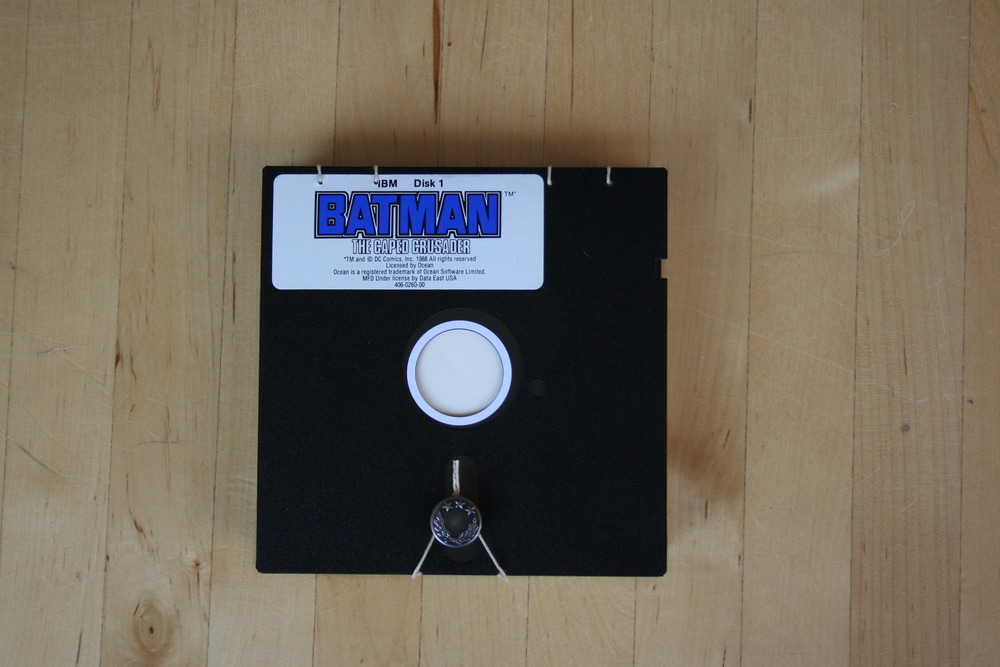 IBM Disk 1
BATMAN TM*
THE CAPED CRUSADER
*TM and © DC Comics. Inc. 1988 All rights reserved
Licensed by Ocean
Ocean is a registered trademark of Ocean Software Limited.
MFD Under license by Data East USA
406-0260-00